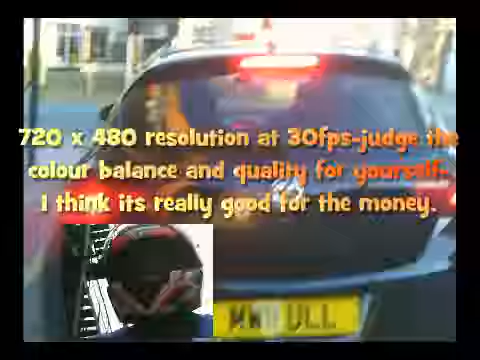 720 x 480 resolution at 30fps-judge the
colour balance and quality for yourself-
I think its really good for the money.